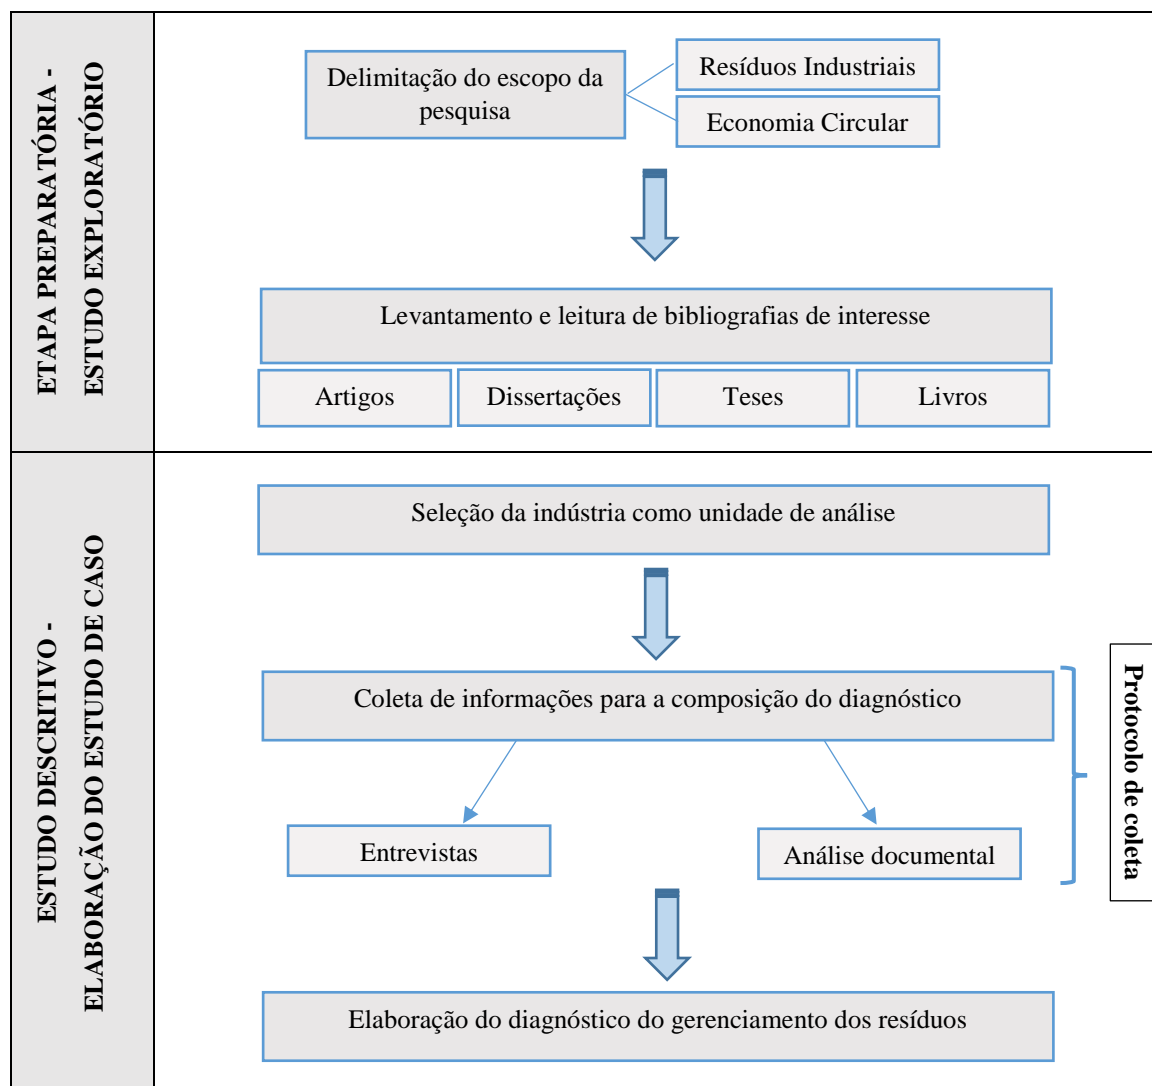 ETAPA PREPARATÓRIA -
ESTUDO EXPLORATÓRIO
Delimitação do escopo da
pesquisa
Resíduos Industriais
Economia Circular
Levantamento e leitura de bibliografias de interesse
Artigos
Dissertações
Teses
Livros
ESTUDO DESCRITIVO -
ELABORAÇÃO DO ESTUDO DE CASO
Seleção da indústria como unidade de análise
Coleta de informações para a composição do diagnóstico
Entrevistas
Análise documental
Protocolo de coleta
Elaboração do diagnóstico do gerenciamento dos resíduos